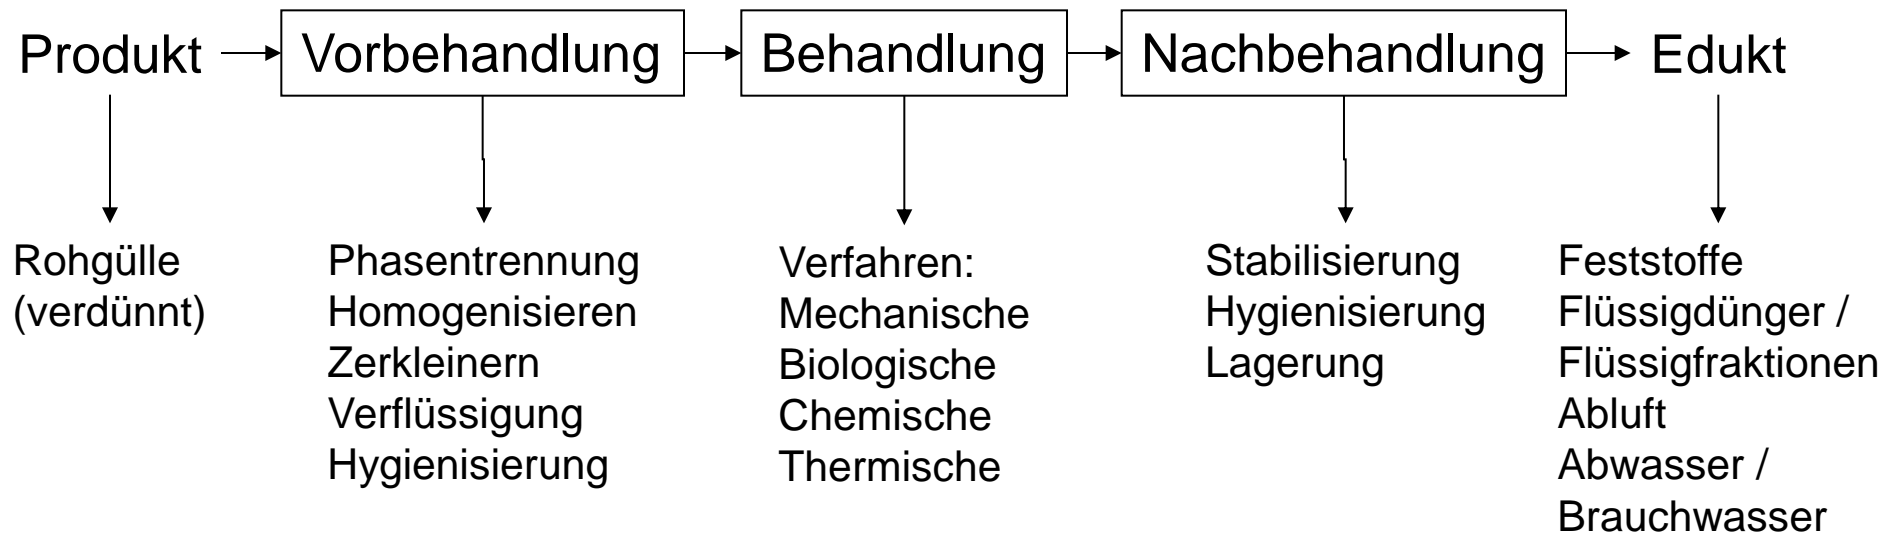 Produkt
Vorbehandlung
Behandlung
Nachbehandlung
Edukt
Rohgülle
(verdünnt)
Phasentrennung
Homogenisieren
Zerkleinern
Verflüssigung
Hygienisierung
Verfahren:
Mechanische
Biologische
Chemische
Thermische
Stabilisierung
Hygienisierung
Lagerung
Feststoffe
Flüssigdünger /
Flüssigfraktionen
Abluft
Abwasser /
Brauchwasser